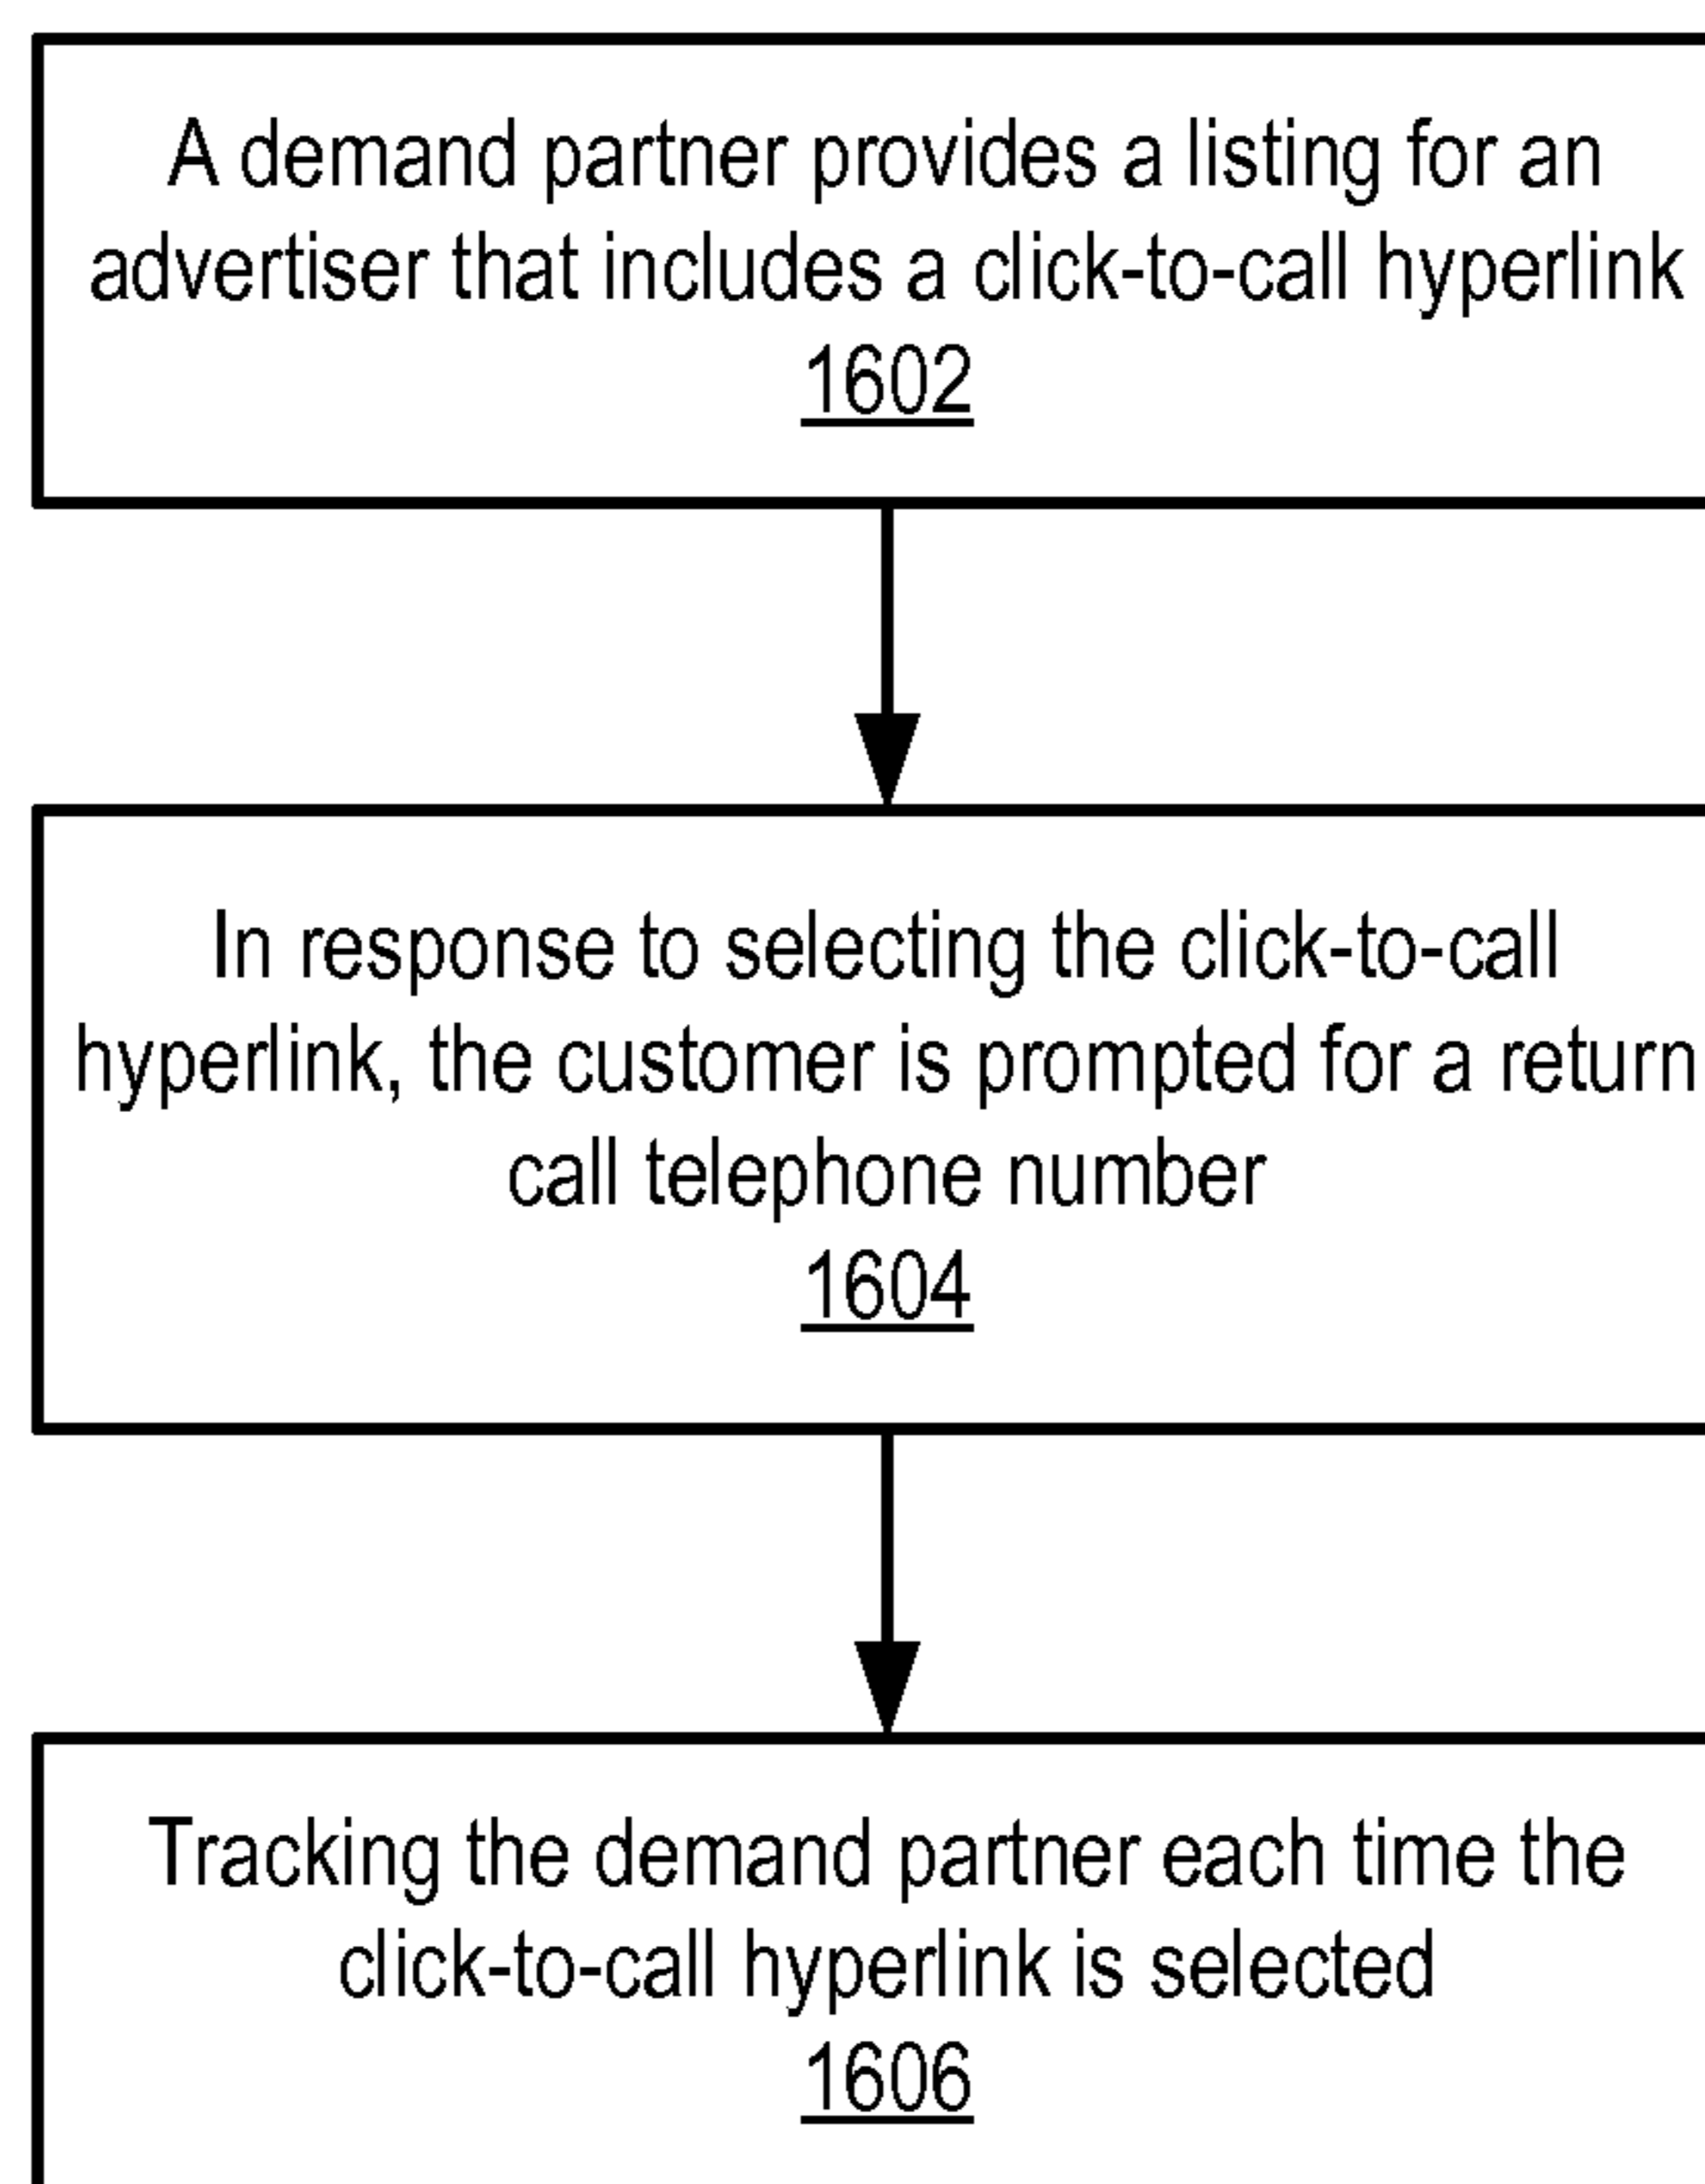 A demand partner provides a listing for an
advertiser that includes a click-to-call hyperlink
1602
In response to selecting the click-to-call
hyperlink, the customer is prompted for a return
call telephone number
1604
Tracking the demand partner each time the
click-to-call hyperlink is selected
1606